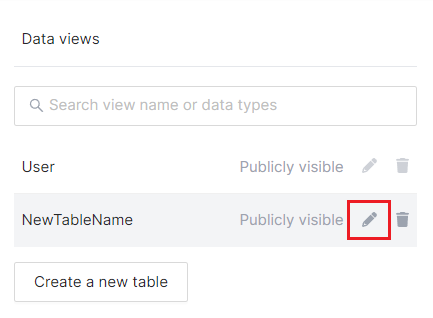 Data views
Search view name or data types
User Publicly visible
NewTableName Publicly visible
Create a new table